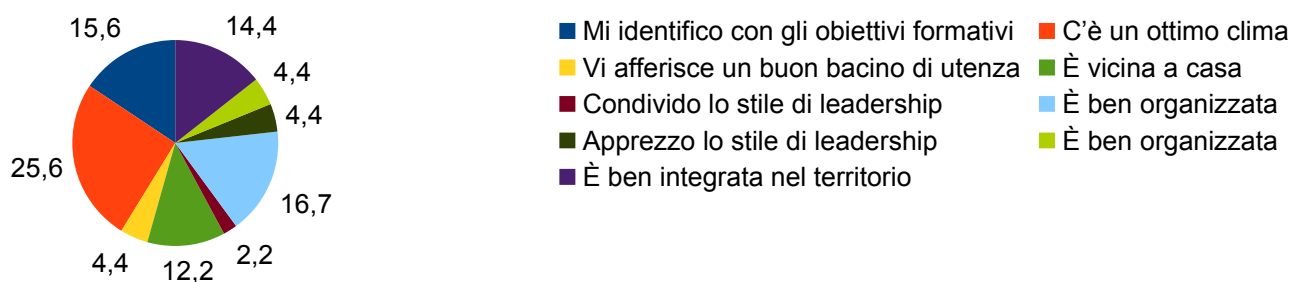 15,6
14,4
4,4
4,4
25,6
16,7
2,2
12,2
4,4
Mi identifico con gli obiettivi formativi
C'è un ottimo clima
Vi afferisce un buon bacino di utenza
È vicina a casa
Condivido lo stile di leadership
È ben organizzata
Apprezzo lo stile di leadership
È ben organizzata
È ben integrata nel territorio